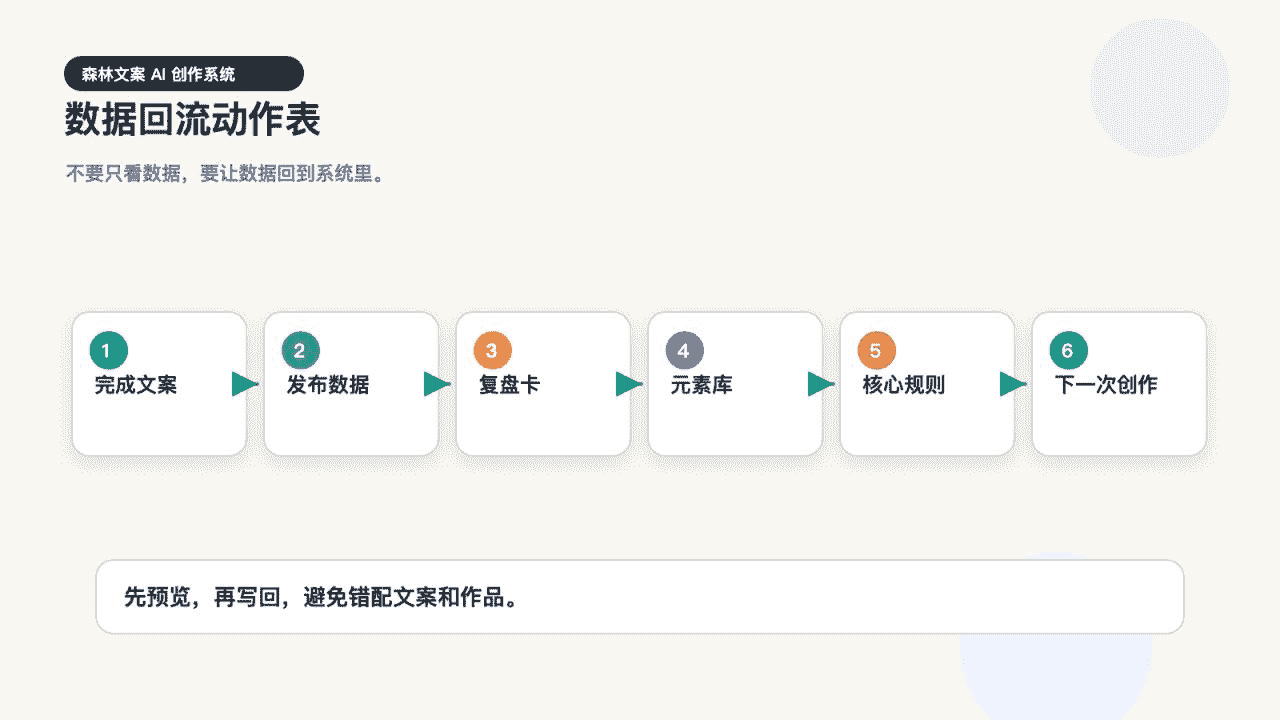 森林文案 AI 创作系统
数据回流动作表
不要只看数据，要让数据回到系统里。
1
完成文案
2
发布数据
3
复盘卡
4
元素库
5
核心规则
6
下一次创作
先预览，再写回，避免错配文案和作品。